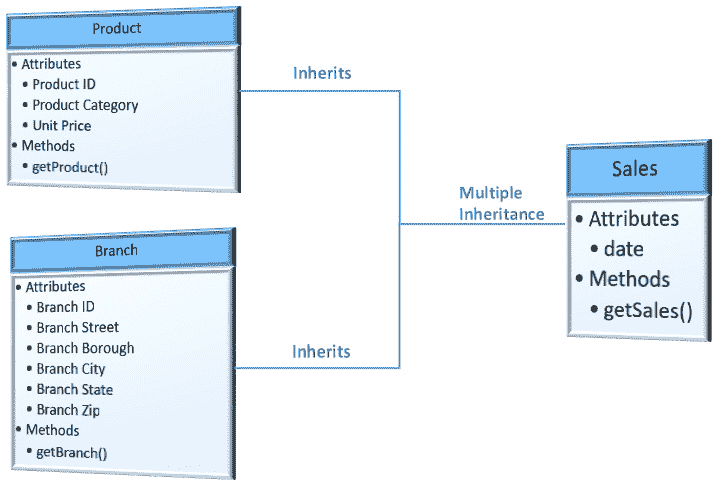 Product
• Attributes
• Product ID
• Product Category
• Unit Price
• Methods
• getProduct()
Inherits
Multiple
Inheritance
Sales
• Attributes
• date
• Methods
• getSales()
Branch
• Attributes
• Branch ID
• Branch Street
• Branch Borough
• Branch City
• Branch State
• Branch Zip
• Methods
• getBranch()
Inherits